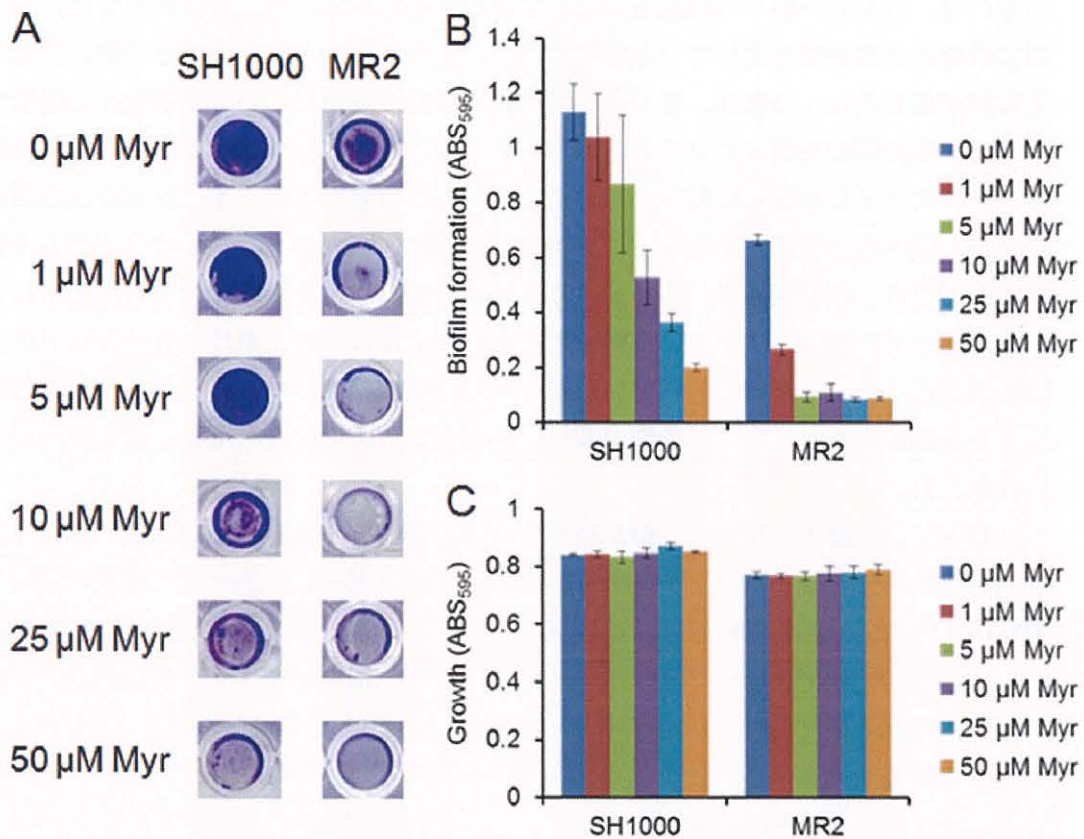 A
SH1000 MR2
0 µM Myr
1 µM Myr
5 µM Myr
10 µM Myr
25 µM Myr
50 µM Myr
B
Biofilm formation (ABS595)
1.4
1.2
1
0.8
0.6
0.4
0.2
0
SH1000 MR2
0 µM Myr
1 µM Myr
5 µM Myr
10 µM Myr
25 µM Myr
50 µM Myr
C
Growth (ABS595)
1
0.8
0.6
0.4
0.2
0
SH1000 MR2
0 µM Myr
1 µM Myr
5 µM Myr
10 µM Myr
25 µM Myr
50 µM Myr